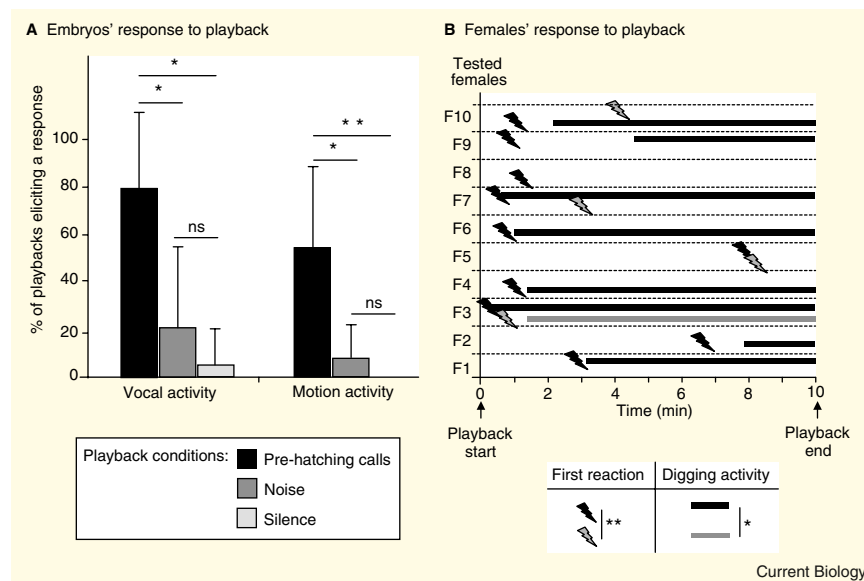 A Embryos' response to playback
% of playbacks eliciting a response
100
80
60
40
20
0
*
*
ns
* *
*
ns
Vocal activity
Motion activity
Playback conditions:
Pre-hatching calls
Noise
Silence
B Females' response to playback
Tested
females
F10
F9
F8
F7
F6
F5
F4
F3
F2
F1
0 2 4 6 8 10
Time (min)
Playback
start
Playback
end
First reaction
Digging activity
**
*
Current Biology